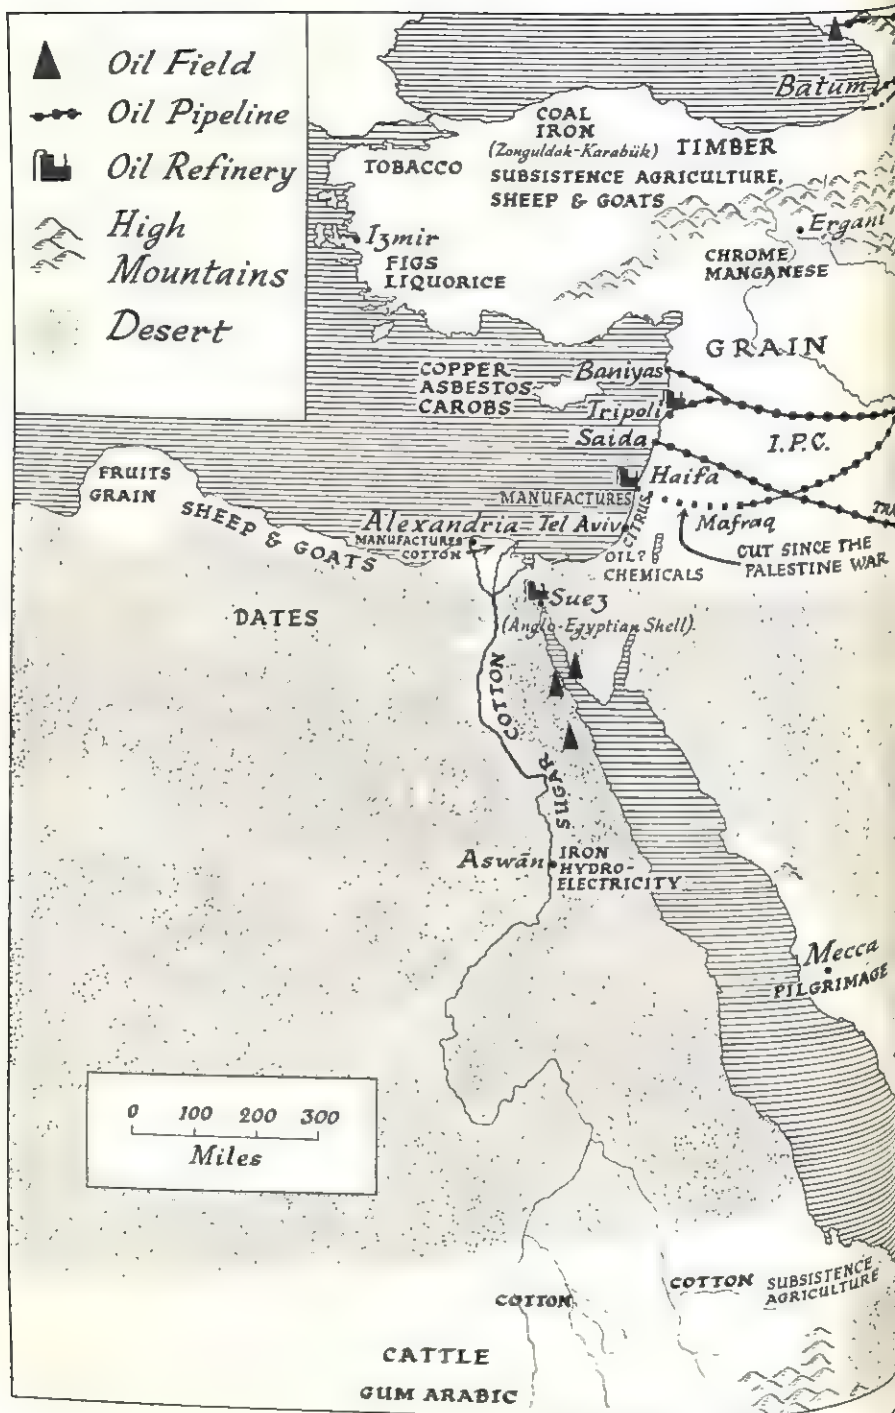 Oil Field
Oil Pipeline
Oil Refinery
High
Mountains
Desert
Batum
COAL
IRON
(Zonguldak-Karabük)
TIMBER
TOBACCO
SUBSISTENCE AGRICULTURE,
SHEEP & GOATS
Ergani
Izmir
FIGS
LIQUORICE
CHROME
MANGANESE
GRAIN
COPPER
ASBESTOS
CAROBS
Baniyas
Tripoli
Saida
I.P.C.
Haifa
MANUFACTURES
CITRUS
Mafraq
CUT SINCE THE
PALESTINE WAR
FRUITS
GRAIN
SHEEP & GOATS
Alexandria
MANUFACTURES
COTTON
Tel Aviv
OIL?
CHEMICALS
Suez
(Anglo-Egyptian Shell)
DATES
COTTON
SUGAR
Aswān
IRON
HYDRO-
ELECTRICITY
Mecca
PILGRIMAGE
0 100 200 300
Miles
COTTON
COTTON
SUBSISTENCE
AGRICULTURE
CATTLE
GUM ARABIC